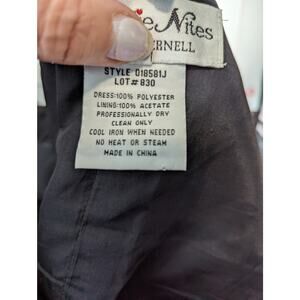 Nites
STYLE 018581J
LOT# 830
DRESS:100% POLYESTER
LINING:100% ACETATE
PROFESSIONALLY DRY
CLEAN ONLY
COOL IRON WHEN NEEDED
NO HEAT OR STEAM
MADE IN CHINA